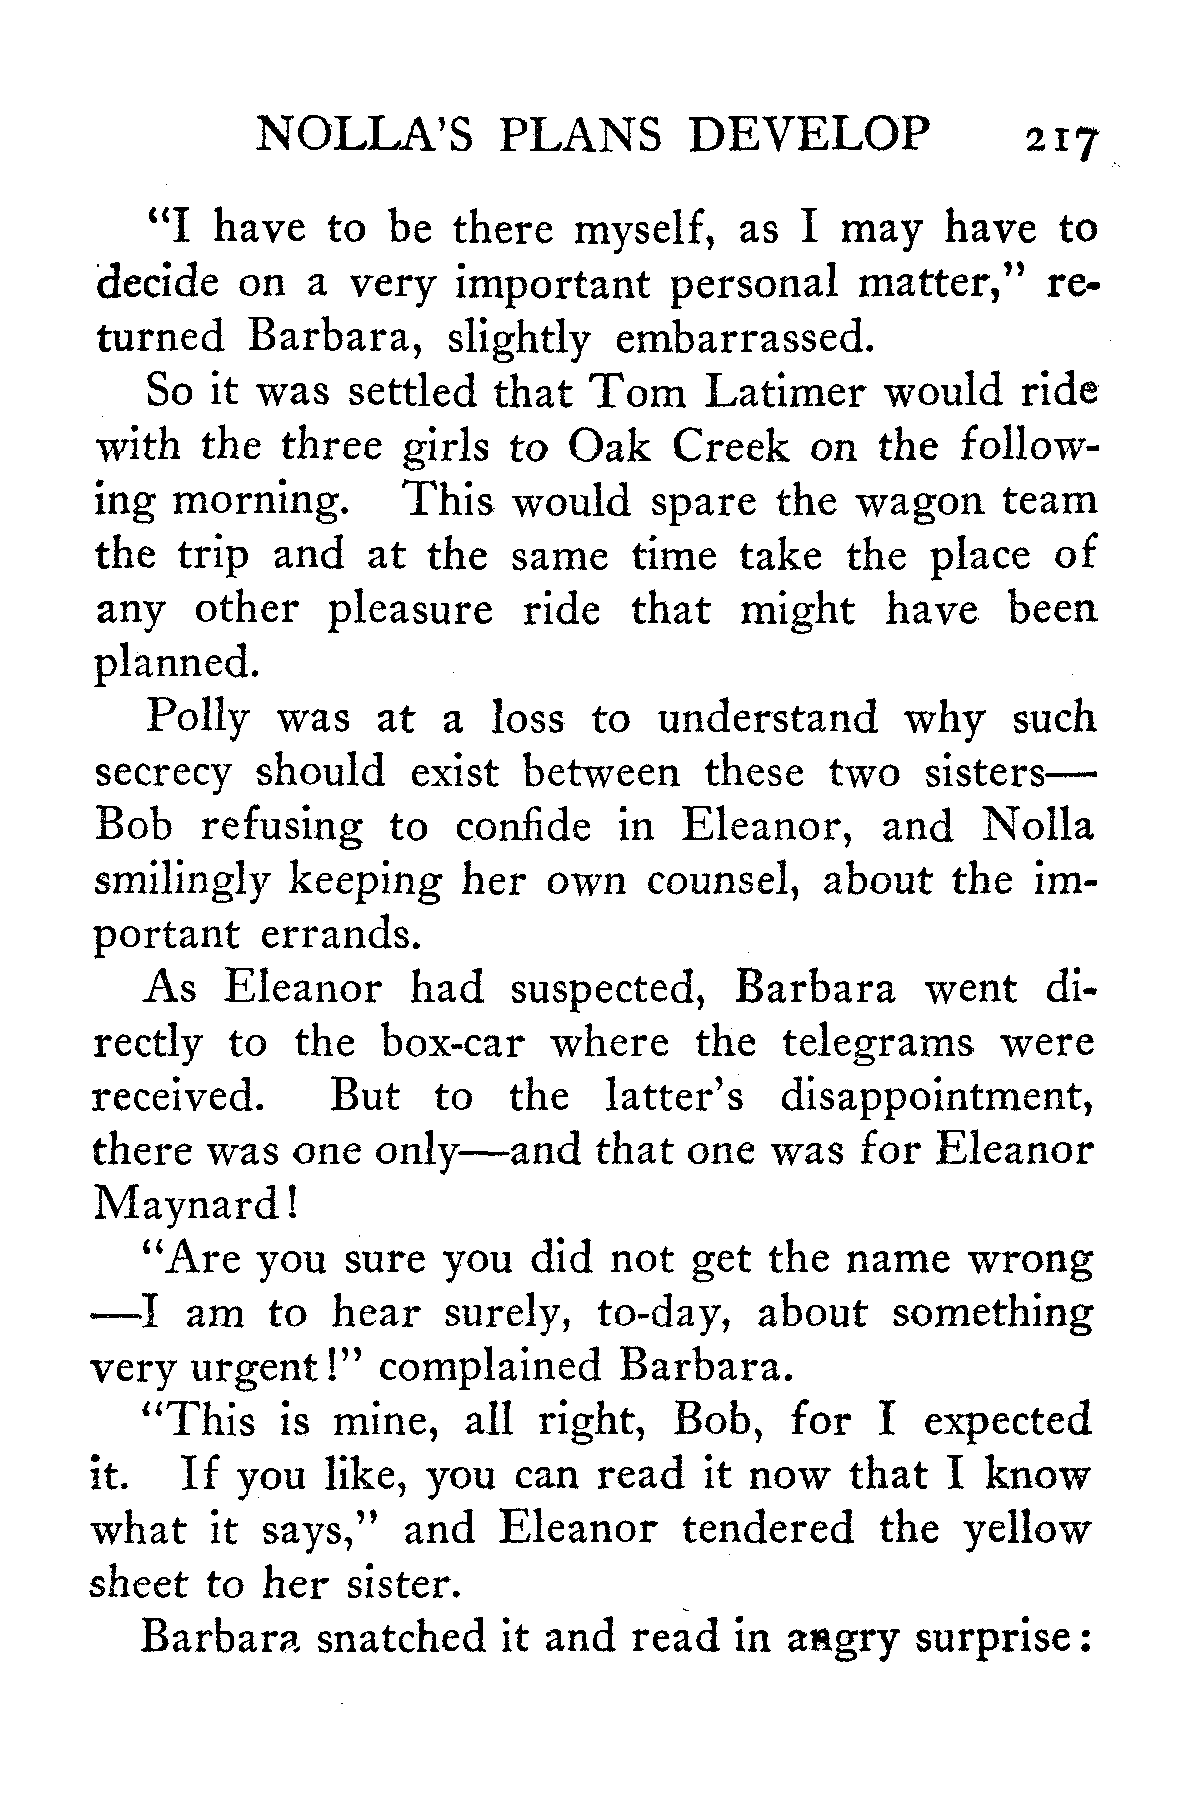 NOLLA'S PLANS DEVELOP 217
"I have to be there myself, as I may have to
decide on a very important personal matter," re-
turned Barbara, slightly embarrassed.
So it was settled that Tom Latimer would ride
with the three girls to Oak Creek on the follow-
ing morning. This would spare the wagon team
the trip and at the same time take the place of
any other pleasure ride that might have been
planned.
Polly was at a loss to understand why such
secrecy should exist between these two sisters—
Bob refusing to confide in Eleanor, and Nolla
smilingly keeping her own counsel, about the im-
portant errands.
As Eleanor had suspected, Barbara went di-
rectly to the box-car where the telegrams were
received. But to the latter's disappointment,
there was one only—and that one was for Eleanor
Maynard!
"Are you sure you did not get the name wrong
—I am to hear surely, to-day, about something
very urgent!" complained Barbara.
"This is mine, all right, Bob, for I expected
it. If you like, you can read it now that I know
what it says," and Eleanor tendered the yellow
sheet to her sister.
Barbara snatched it and read in angry surprise: